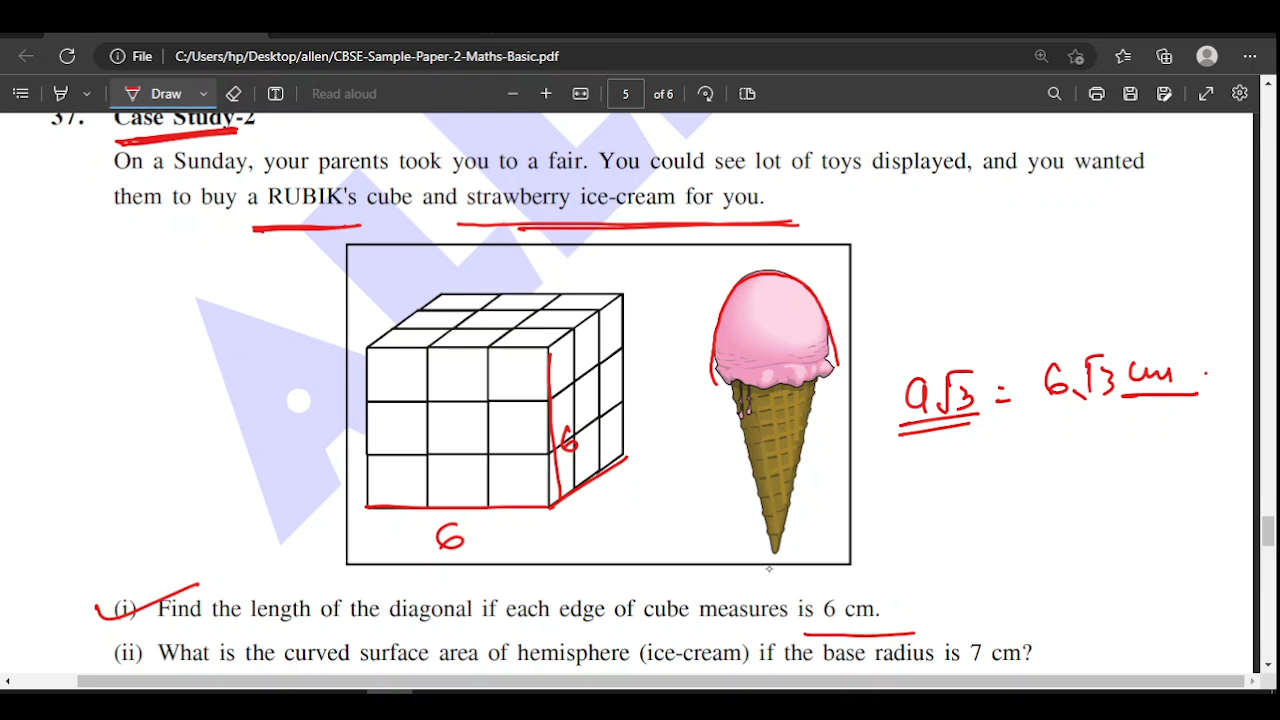 File C:/Users/hp/Desktop/allen/CBSE-Sample-Paper-2-Maths-Basic.pdf
Draw Read aloud 5 of 6
37. Case Study-2
On a Sunday, your parents took you to a fair. You could see lot of toys displayed, and you wanted
them to buy a RUBIK's cube and strawberry ice-cream for you.
a√3 = 6√3 cm
6
6
(i) Find the length of the diagonal if each edge of cube measures is 6 cm.
(ii) What is the curved surface area of hemisphere (ice-cream) if the base radius is 7 cm?